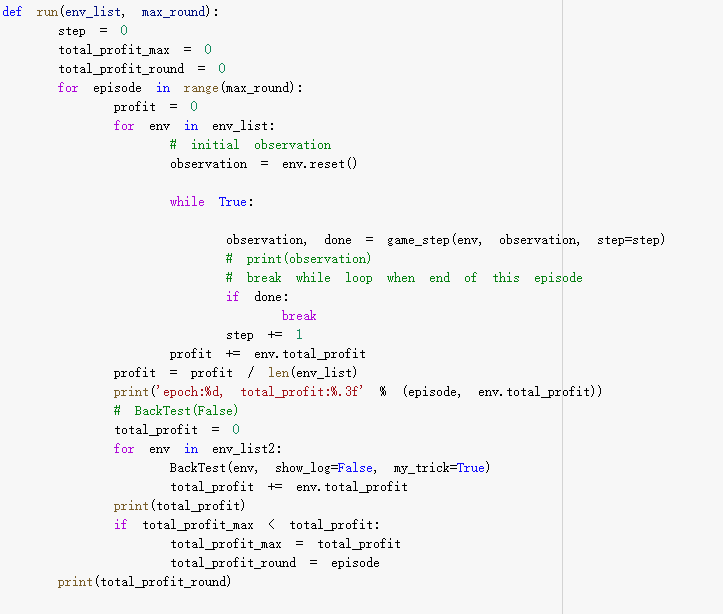 def run(env_list, max_round):
    step = 0
    total_profit_max = 0
    total_profit_round = 0
    for episode in range(max_round):
        profit = 0
        for env in env_list:
            # initial observation
            observation = env.reset()

            while True:

                observation, done = game_step(env, observation, step=step)
                # print(observation)
                # break while loop when end of this episode
                if done:
                    break
                step += 1
            profit += env.total_profit
        profit = profit / len(env_list)
        print('epoch:%d, total_profit:%.3f' % (episode, env.total_profit))
        # BackTest(False)
        total_profit = 0
        for env in env_list2:
            BackTest(env, show_log=False, my_trick=True)
            total_profit += env.total_profit
        print(total_profit)
        if total_profit_max < total_profit:
            total_profit_max = total_profit
            total_profit_round = episode
    print(total_profit_round)